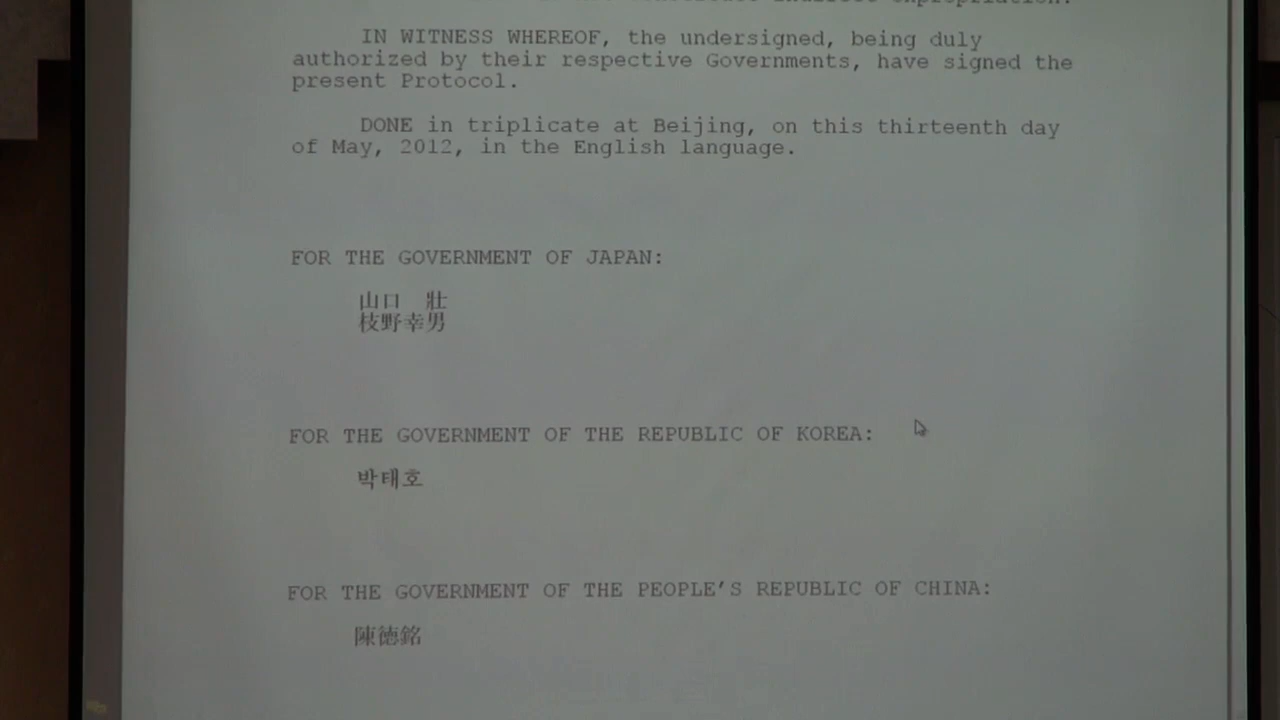 indirect expropriation.
IN WITNESS WHEREOF, the undersigned, being duly
authorized by their respective Governments, have signed the
present Protocol.
DONE in triplicate at Beijing, on this thirteenth day
of May, 2012, in the English language.
FOR THE GOVERNMENT OF JAPAN:
山口　壯
枝野幸男
FOR THE GOVERNMENT OF THE REPUBLIC OF KOREA:
박태호
FOR THE GOVERNMENT OF THE PEOPLE'S REPUBLIC OF CHINA:
陳徳銘